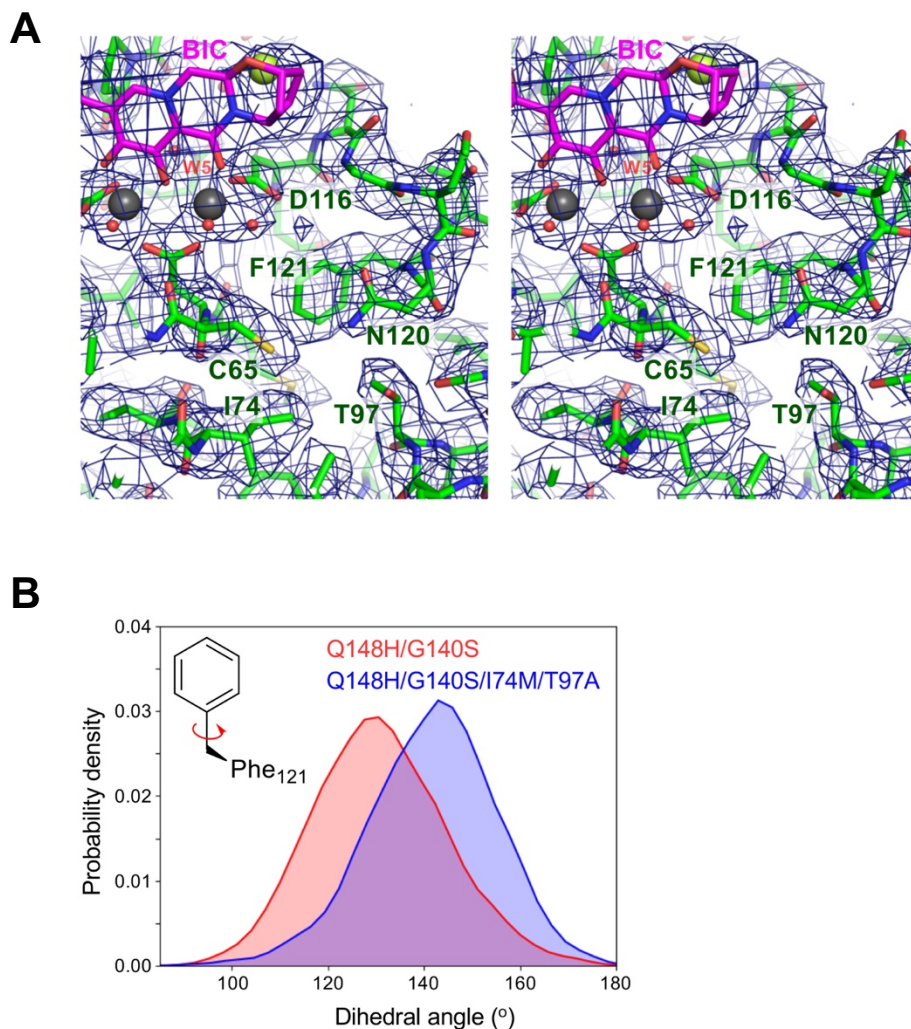 A
BIC
BIC
W5
W5
D116
D116
F121
F121
N120
N120
C65
C65
I74
T97
I74
T97
B
0.04
0.03
0.02
0.01
0.00
Probability density
Q148H/G140S
Q148H/G140S/I74M/T97A
Phe121
100
120
140
160
180
Dihedral angle (o)